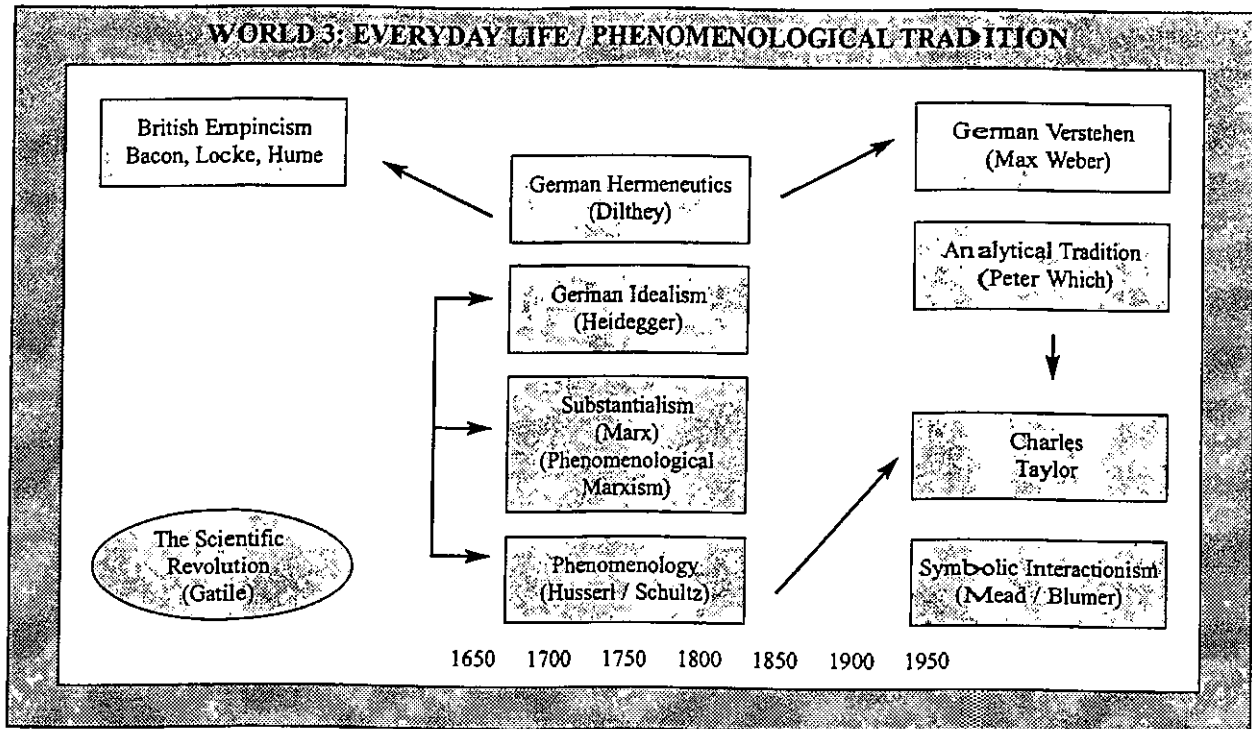 WORLD 3: EVERYDAY LIFE / PHENOMENOLOGICAL TRADITION
British Empincism
Bacon, Locke, Hume
German Hermeneutics
(Dilthey)
German Idealism
(Heidegger)
Substantialism
(Marx)
(Phenomenological
Marxism)
The Scientific
Revolution
(Gatile)
Phenomenology
(Husserl / Schultz)
German Verstehen
(Max Weber)
Analytical Tradition
(Peter Which)
Charles
Taylor
Symbolic Interactionism
(Mead / Blumer)
1650 1700 1750 1800 1850 1900 1950